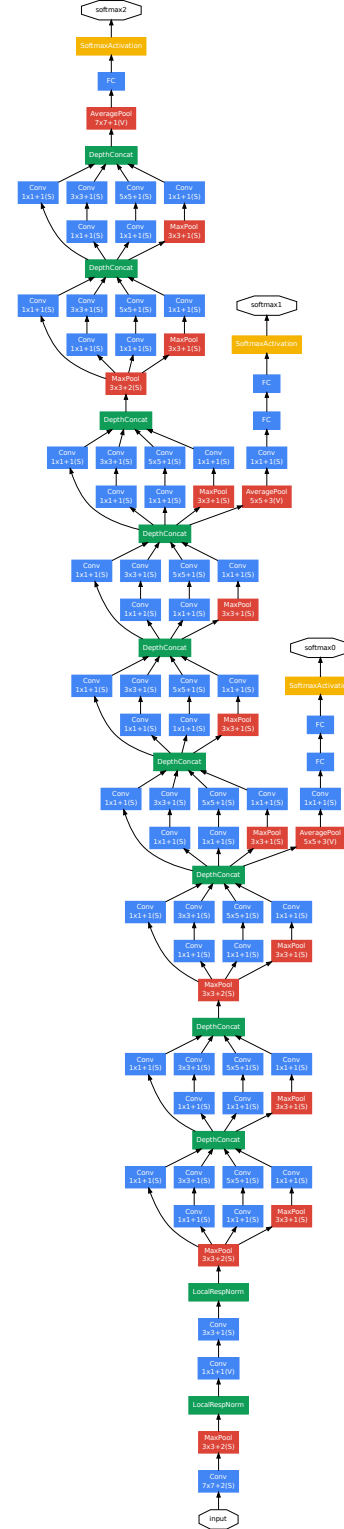 softmax2
SoftmaxActivation
FC
AveragePool
7x7+1(V)
DepthConcat
Conv Conv Conv Conv
1x1+1(S) 3x3+1(S) 5x5+1(S) 1x1+1(S)
Conv Conv MaxPool
1x1+1(S) 1x1+1(S) 3x3+1(S)
DepthConcat
Conv Conv Conv Conv
1x1+1(S) 3x3+1(S) 5x5+1(S) 1x1+1(S)
softmax1
Conv Conv MaxPool
1x1+1(S) 1x1+1(S) 3x3+1(S)
SoftmaxActivation
MaxPool
3x3+2(S)
FC
DepthConcat
FC
Conv Conv Conv Conv Conv
1x1+1(S) 3x3+1(S) 5x5+1(S) 1x1+1(S) 1x1+1(S)
Conv Conv MaxPool AveragePool
1x1+1(S) 1x1+1(S) 3x3+1(S) 5x5+3(V)
DepthConcat
Conv Conv Conv Conv
1x1+1(S) 3x3+1(S) 5x5+1(S) 1x1+1(S)
Conv Conv MaxPool
1x1+1(S) 1x1+1(S) 3x3+1(S)
DepthConcat
softmax0
Conv Conv Conv Conv
1x1+1(S) 3x3+1(S) 5x5+1(S) 1x1+1(S)
SoftmaxActivati
Conv Conv MaxPool
1x1+1(S) 1x1+1(S) 3x3+1(S)
FC
DepthConcat
FC
Conv Conv Conv Conv Conv
1x1+1(S) 3x3+1(S) 5x5+1(S) 1x1+1(S) 1x1+1(S)
Conv Conv MaxPool AveragePool
1x1+1(S) 1x1+1(S) 3x3+1(S) 5x5+3(V)
DepthConcat
Conv Conv Conv Conv
1x1+1(S) 3x3+1(S) 5x5+1(S) 1x1+1(S)
Conv Conv MaxPool
1x1+1(S) 1x1+1(S) 3x3+1(S)
MaxPool
3x3+2(S)
DepthConcat
Conv Conv Conv Conv
1x1+1(S) 3x3+1(S) 5x5+1(S) 1x1+1(S)
Conv Conv MaxPool
1x1+1(S) 1x1+1(S) 3x3+1(S)
DepthConcat
Conv Conv Conv Conv
1x1+1(S) 3x3+1(S) 5x5+1(S) 1x1+1(S)
Conv Conv MaxPool
1x1+1(S) 1x1+1(S) 3x3+1(S)
MaxPool
3x3+2(S)
LocalRespNorm
Conv
3x3+1(S)
Conv
1x1+1(V)
LocalRespNorm
MaxPool
3x3+2(S)
Conv
7x7+2(S)
input